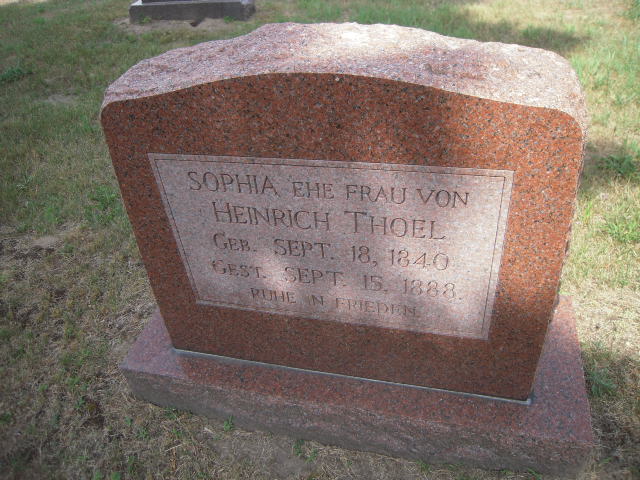 SOPHIA EHE FRAU VON
HEINRICH THOEL
GEB. SEPT. 18, 1840
GEST. SEPT. 15, 1888.
RUHE IN FRIEDEN